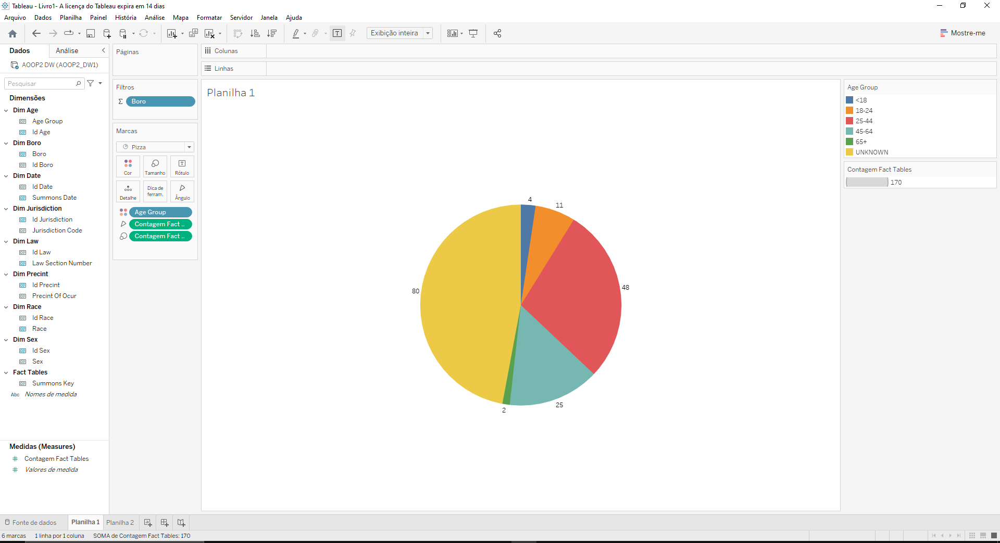 Tableau - Livro1- A licença do Tableau expira em 14 dias
Arquivo Dados Planilha Painel História Análise Mapa Formatar Servidor Janela Ajuda
Exibição inteira
Mostre-me
Dados Análise
AOOP2 DW (AOOP2_DW1)
Pesquisar
Dimensões
Dim Age
Age Group
Id Age
Dim Boro
Boro
Id Boro
Dim Date
Id Date
Summons Date
Dim Jurisdiction
Id Jurisdiction
Jurisdiction Code
Dim Law
Id Law
Law Section Number
Dim Precint
Id Precint
Precint Of Ocur
Dim Race
Id Race
Race
Dim Sex
Id Sex
Sex
Fact Tables
Summons Key
Abc Nomes de medida
Medidas (Measures)
Contagem Fact Tables
Valores de medida
Páginas
Filtros
Σ Boro
Marcas
Pizza
Cor Tamanho Rótulo
Detalhe Dica de ferram. Ângulo
Age Group
Contagem Fact ..
Contagem Fact ..
Colunas
Linhas
Planilha 1
4
11
48
80
25
2
Age Group
<18
18-24
25-44
45-64
65+
UNKNOWN
Contagem Fact Tables
170
Fonte de dados Planilha 1 Planilha 2
6 marcas 1 linha por 1 coluna SOMA de Contagem Fact Tables: 170